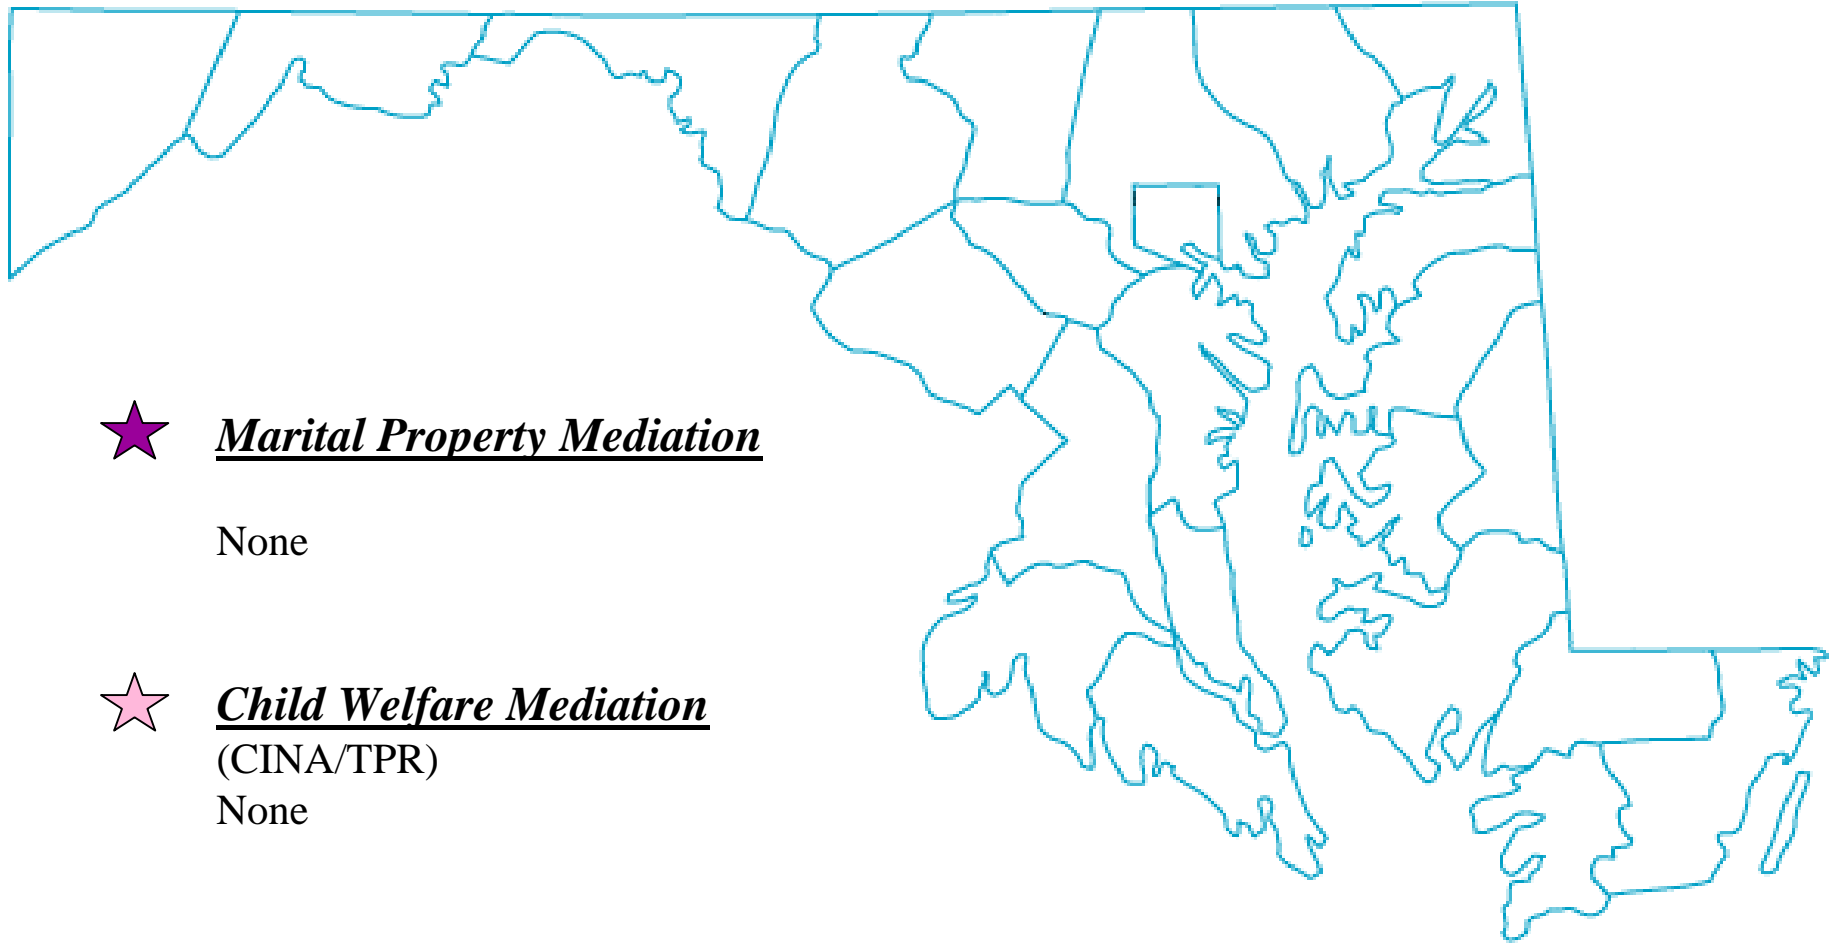 Marital Property Mediation
None
Child Welfare Mediation
(CINA/TPR)
None